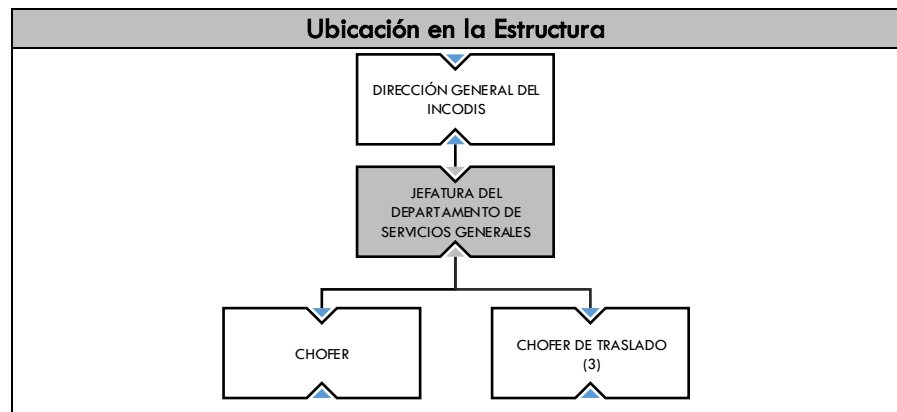 Ubicación en la Estructura
DIRECCIÓN GENERAL DEL
INCODIS
JEFATURA DEL
DEPARTAMENTO DE
SERVICIOS GENERALES
CHOFER
CHOFER DE TRASLADO
(3)